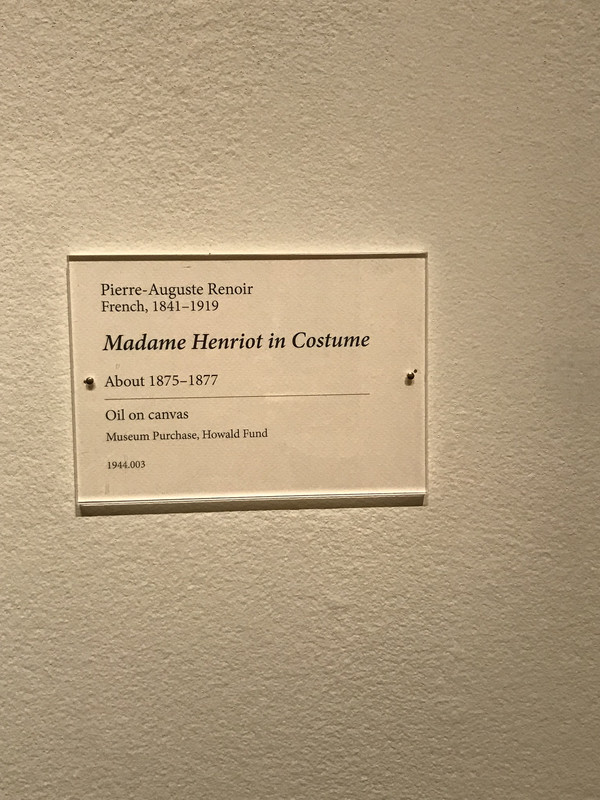 Pierre-Auguste Renoir
French, 1841–1919
Madame Henriot in Costume
About 1875–1877
Oil on canvas
Museum Purchase, Howald Fund
1944.003